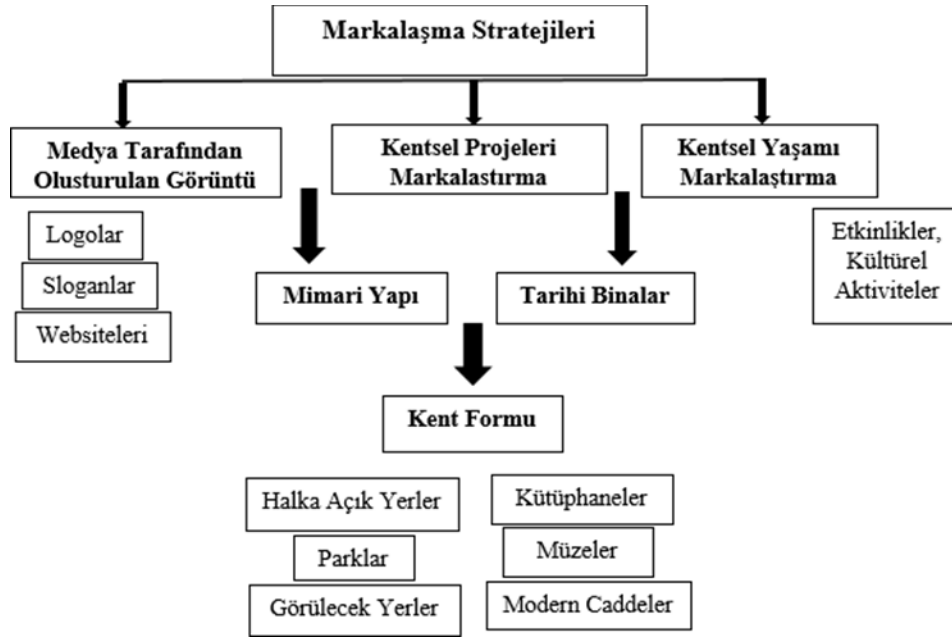 Markalaşma Stratejileri
Medya Tarafından
Olusturulan Görüntü
Kentsel Projeleri
Markalastırma
Kentsel Yaşamı
Markalaştırma
Logolar
Sloganlar
Websiteleri
Etkinlikler,
Kültürel
Aktiviteler
Mimari Yapı
Tarihi Binalar
Kent Formu
Halka Açık Yerler
Parklar
Görülecek Yerler
Kütüphaneler
Müzeler
Modern Caddeler